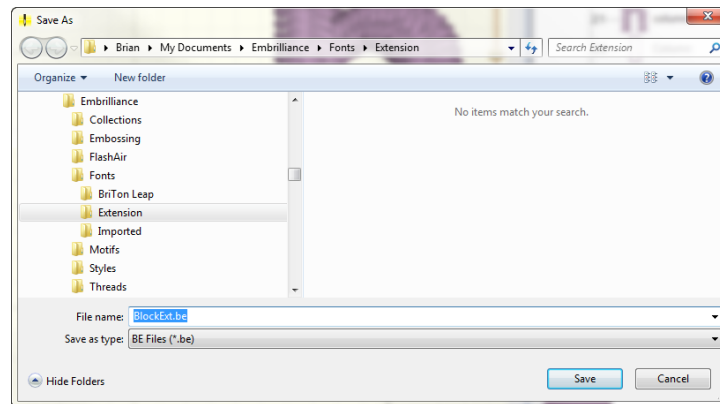 Save As
Brian ▸ My Documents ▸ Embrilliance ▸ Fonts ▸ Extension
Search Extension
Organize
New folder
Embrilliance
Collections
Embossing
FlashAir
Fonts
BriTon Leap
Extension
Imported
Motifs
Styles
Threads
No items match your search.
File name: BlockExt.be
Save as type: BE Files (*.be)
Hide Folders
Save
Cancel